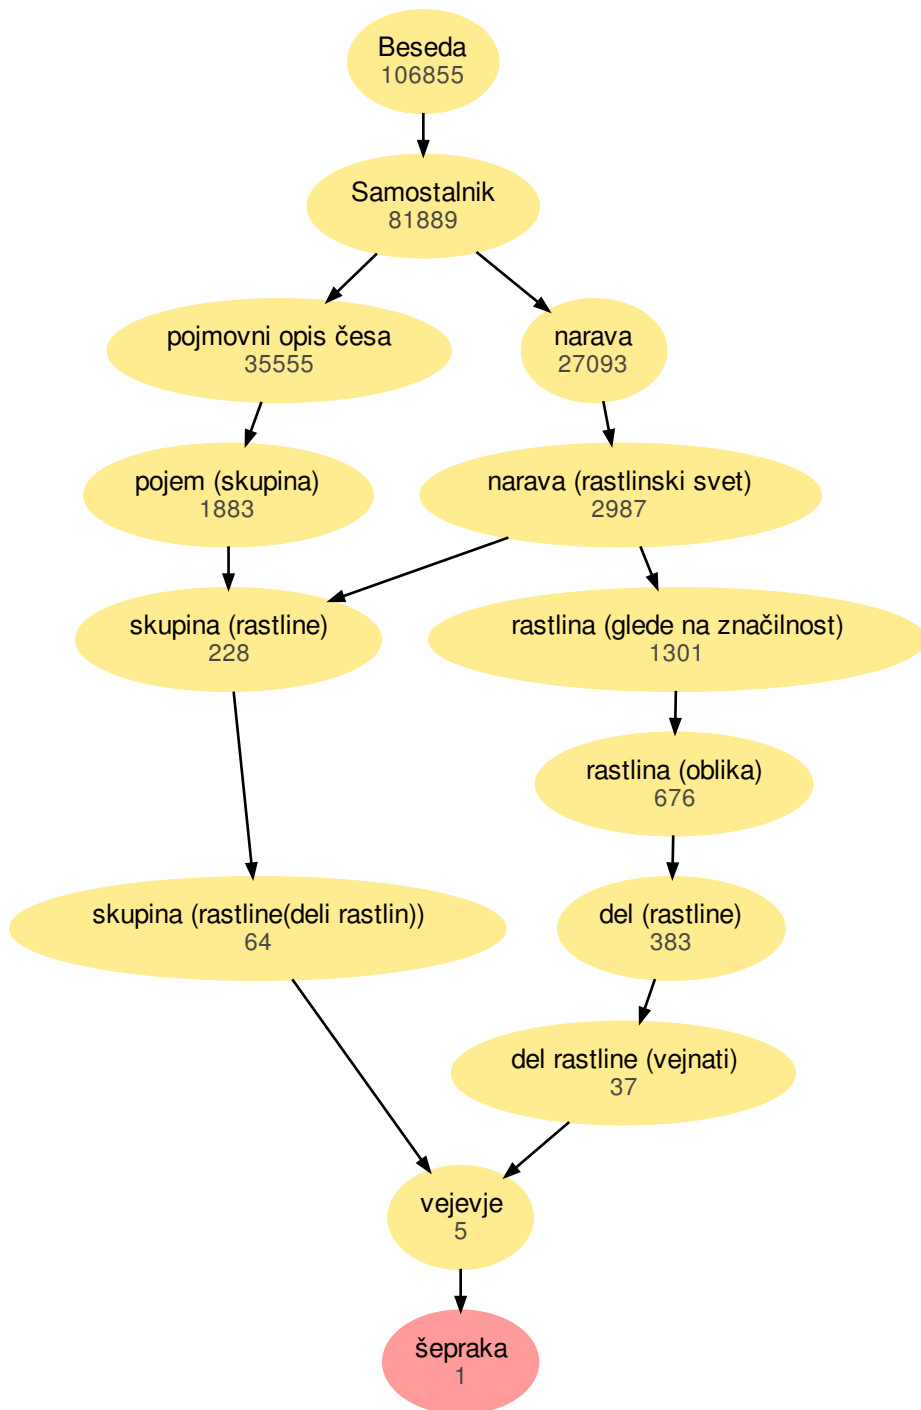 Beseda
106855
Samostalnik
81889
pojmovni opis česa
35555
narava
27093
pojem (skupina)
1883
narava (rastlinski svet)
2987
skupina (rastline)
228
rastlina (glede na značilnost)
1301
rastlina (oblika)
676
skupina (rastline(deli rastlin))
64
del (rastline)
383
del rastline (vejnati)
37
vejevje
5
šepraka
1